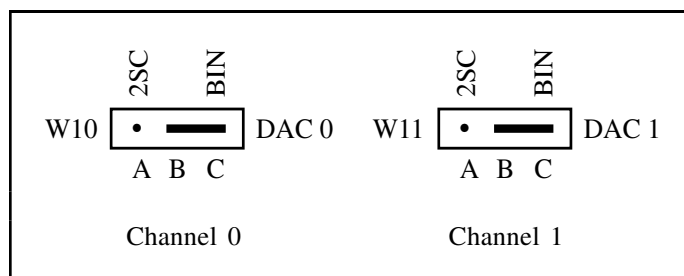 2SC BIN 2SC BIN
W10 DAC 0 W11 DAC 1
A B C A B C
Channel 0 Channel 1